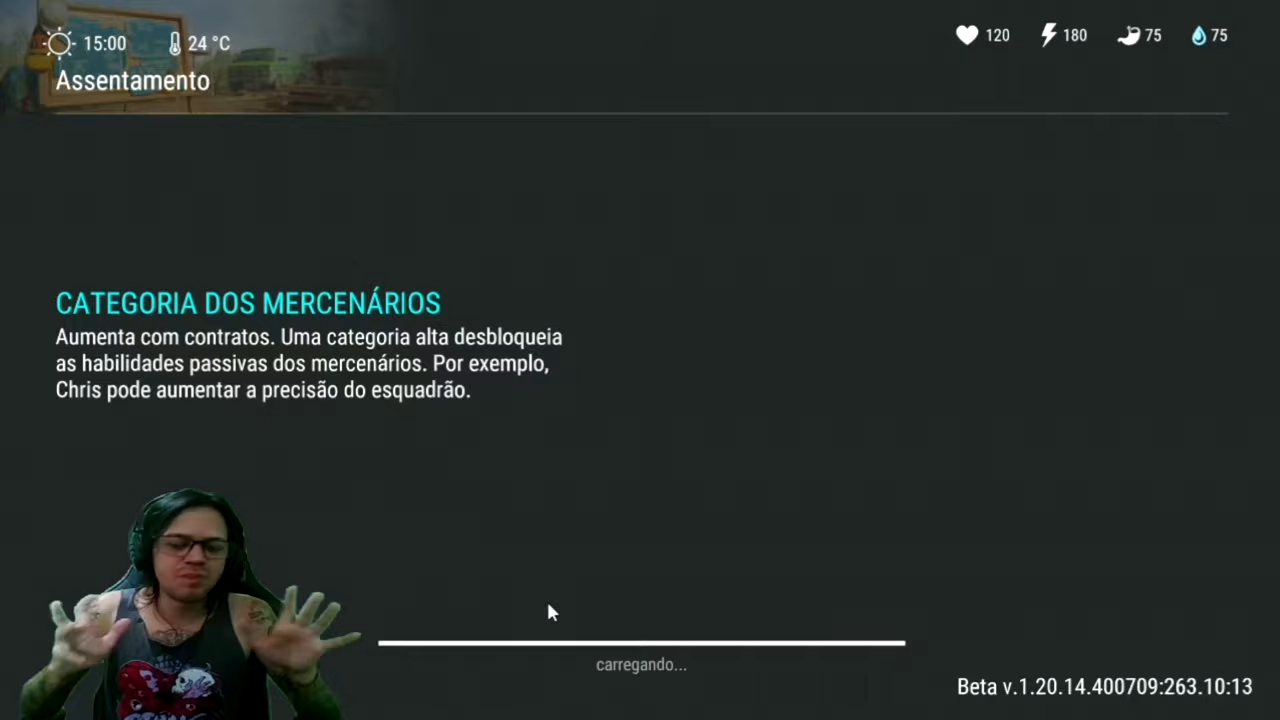 15:00 24 °C
120 180 75 75
Assentamento
CATEGORIA DOS MERCENÁRIOS
Aumenta com contratos. Uma categoria alta desbloqueia
as habilidades passivas dos mercenários. Por exemplo,
Chris pode aumentar a precisão do esquadrão.
carregando...
Beta v.1.20.14.400709:263.10:13